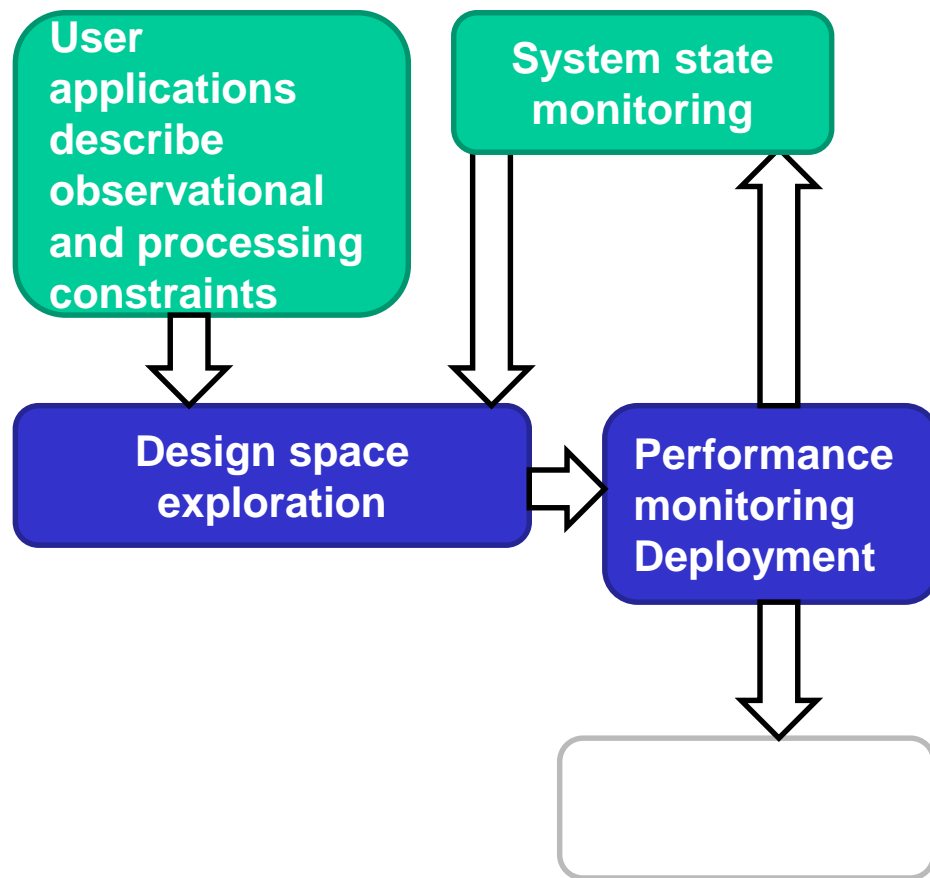 User
applications
describe
observational
and processing
constraints
System state
monitoring
Design space
exploration
Performance
monitoring
Deployment